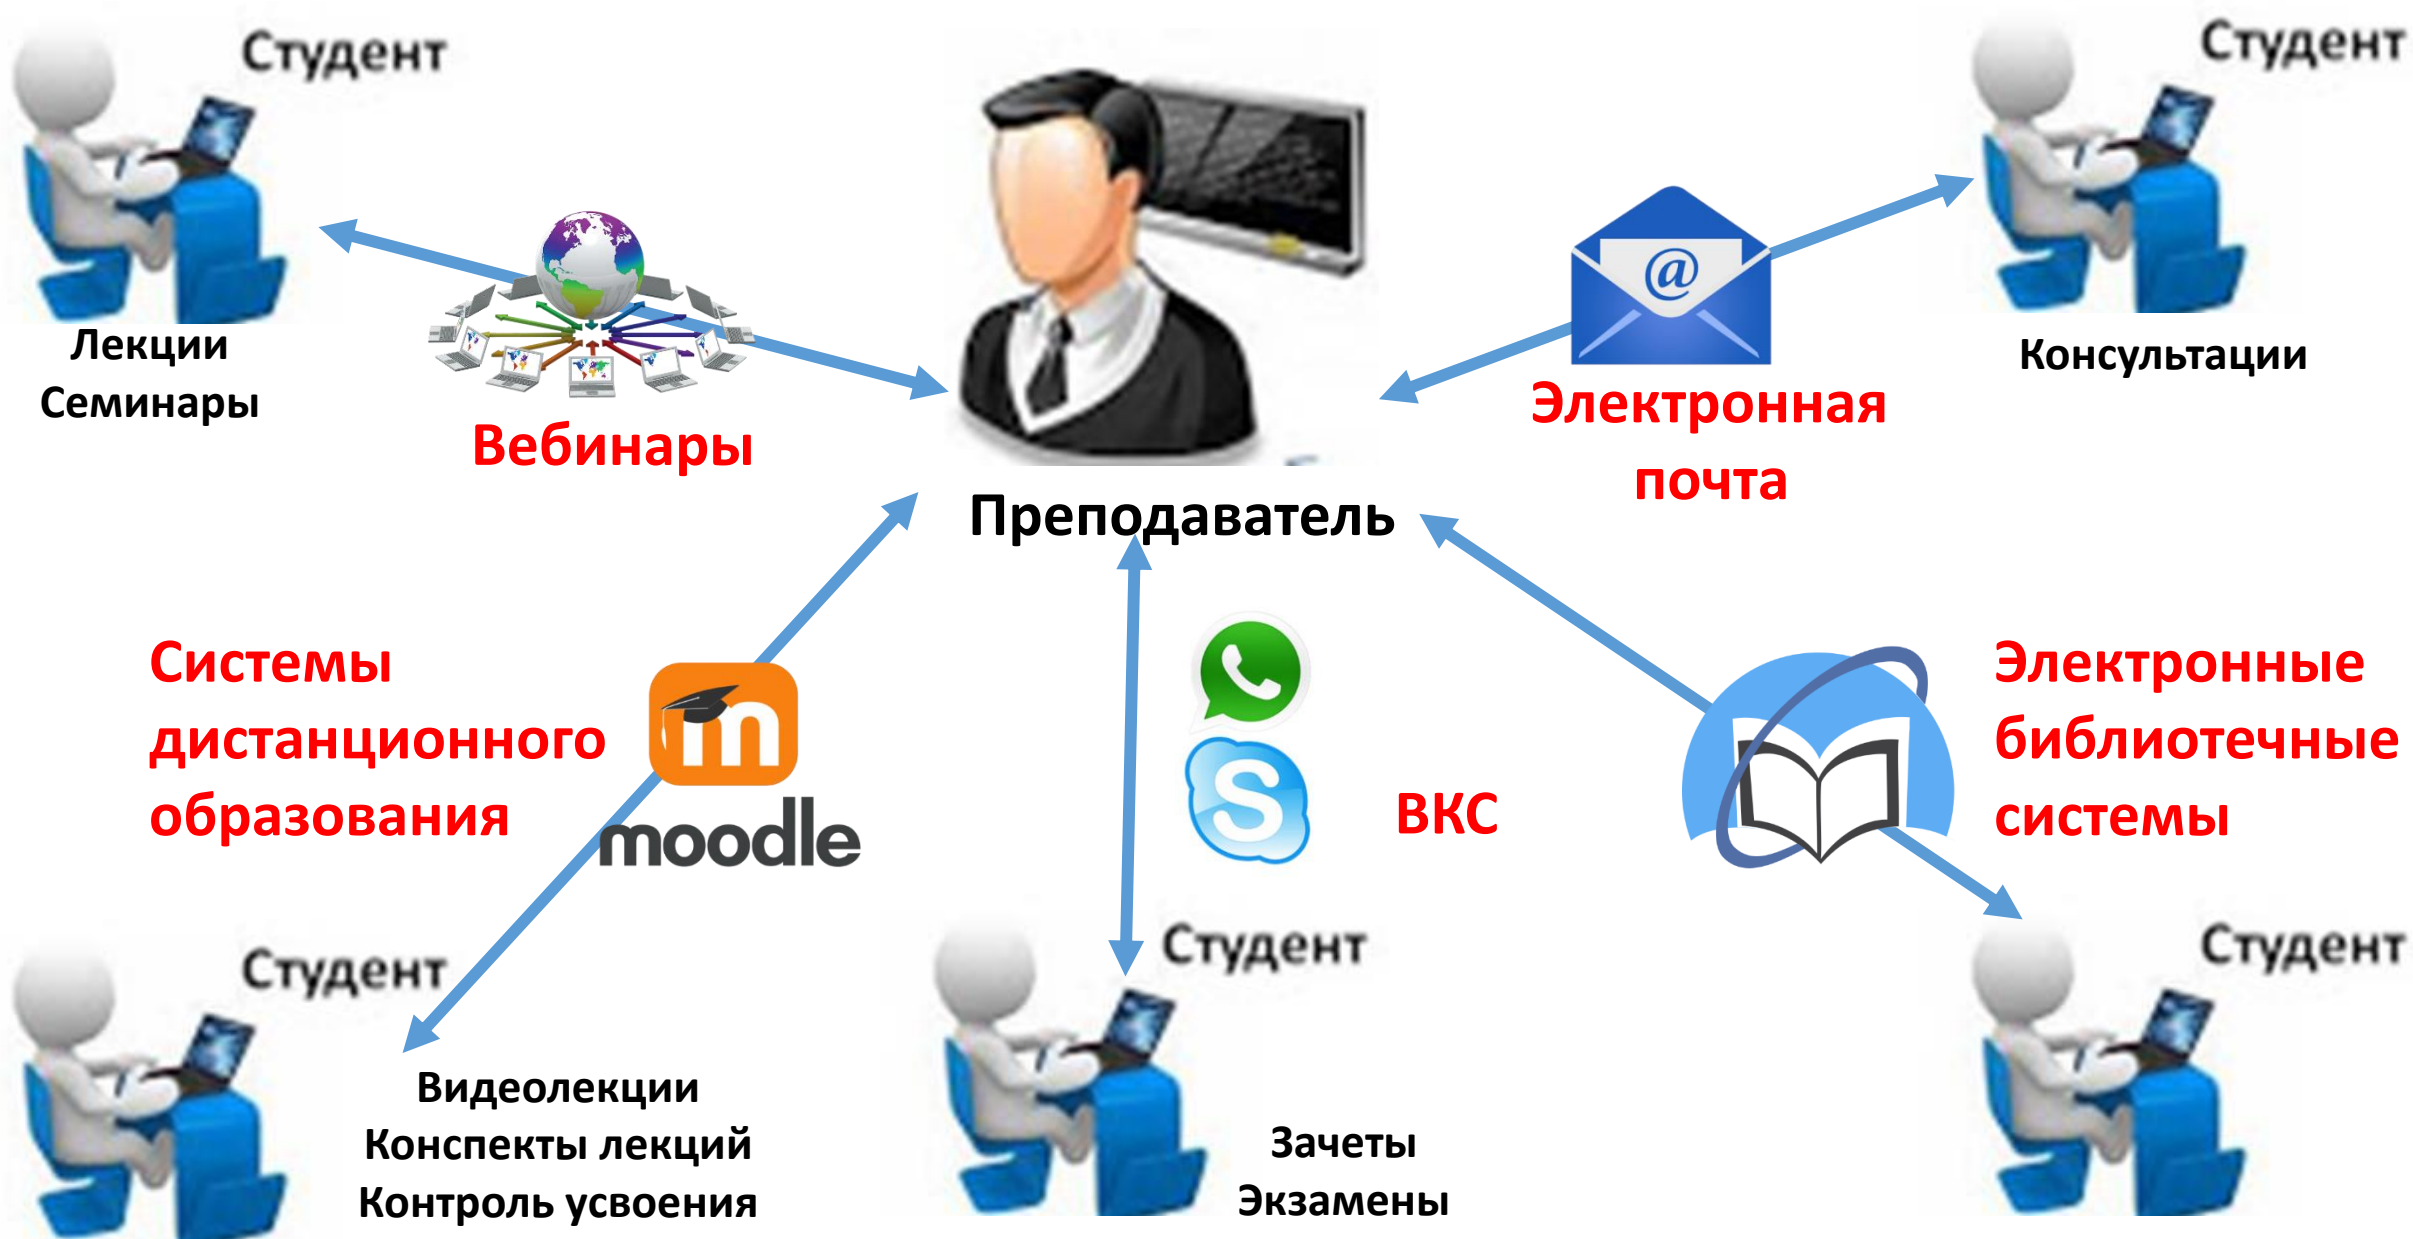 Студент
Студент
Лекции
Семинары
Вебинары
@
Электронная
почта
Консультации
Преподаватель
Системы
дистанционного
образования
m
moodle
S
ВКС
Электронные
библиотечные
системы
Студент
Видеолекции
Конспекты лекций
Контроль усвоения
Студент
Зачеты
Экзамены
Студент